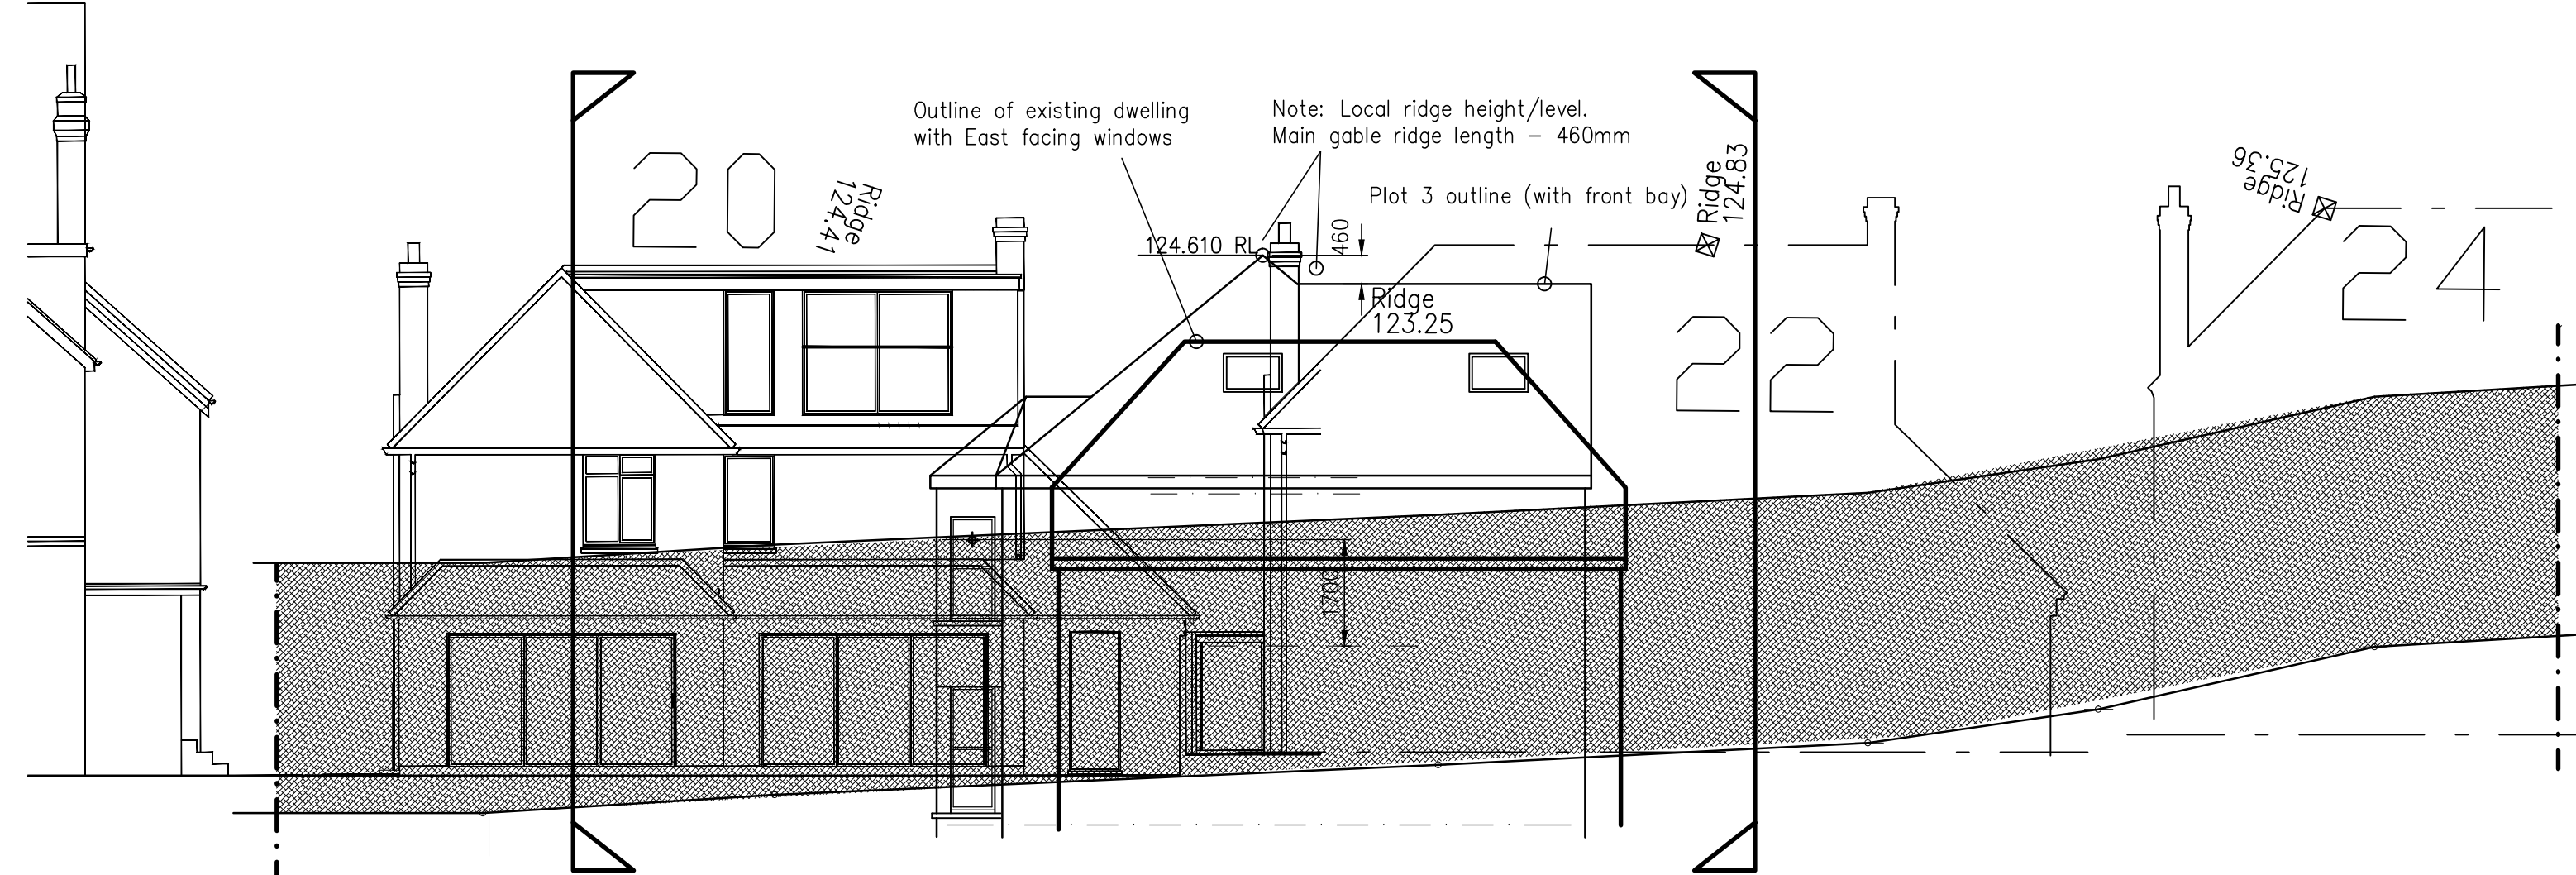 Outline of existing dwelling
with East facing windows
Note: Local ridge height/level.
Main gable ridge length - 460mm
Plot 3 outline (with front bay)
20
Ridge
124.41
124.610 RL
460
Ridge
123.25
Ridge
124.83
22
Ridge
125.36
24
1700